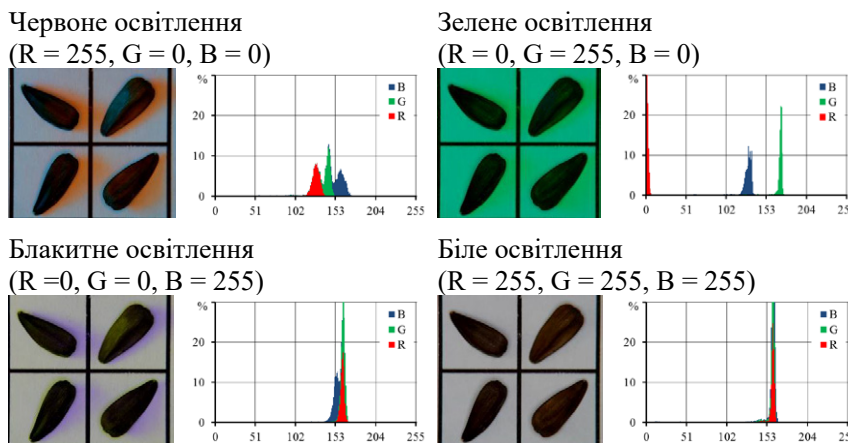 Червоне освітлення
(R = 255, G = 0, B = 0)
%
20
10
0
0 51 102 153 204 255
B
G
R
Зелене освітлення
(R = 0, G = 255, B = 0)
%
20
10
0
0 51 102 153 204 255
B
G
R
Блакитне освітлення
(R =0, G = 0, B = 255)
%
20
10
0
0 51 102 153 204 255
B
G
R
Біле освітлення
(R = 255, G = 255, B = 255)
%
20
10
0
0 51 102 153 204 255
B
G
R